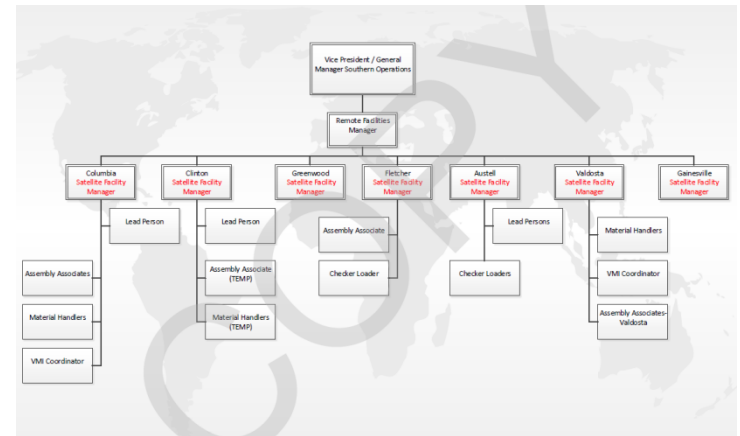 Vice President / General
Manager Southern Operations
Remote Facilities
Manager
Columbia
Satellite Facility
Manager
Clinton
Satellite Facility
Manager
Greenwood
Satellite Facility
Manager
Fletcher
Satellite Facility
Manager
Austell
Satellite Facility
Manager
Valdosta
Satellite Facility
Manager
Gainesville
Satellite Facility
Manager
Lead Person
Assembly Associates
Material Handlers
VMI Coordinator
Lead Person
Assembly Associate
(TEMP)
Material Handlers
(TEMP)
Assembly Associate
Checker Loader
Lead Persons
Checker Loaders
Material Handlers
VMI Coordinator
Assembly Associates-
Valdosta
COPY